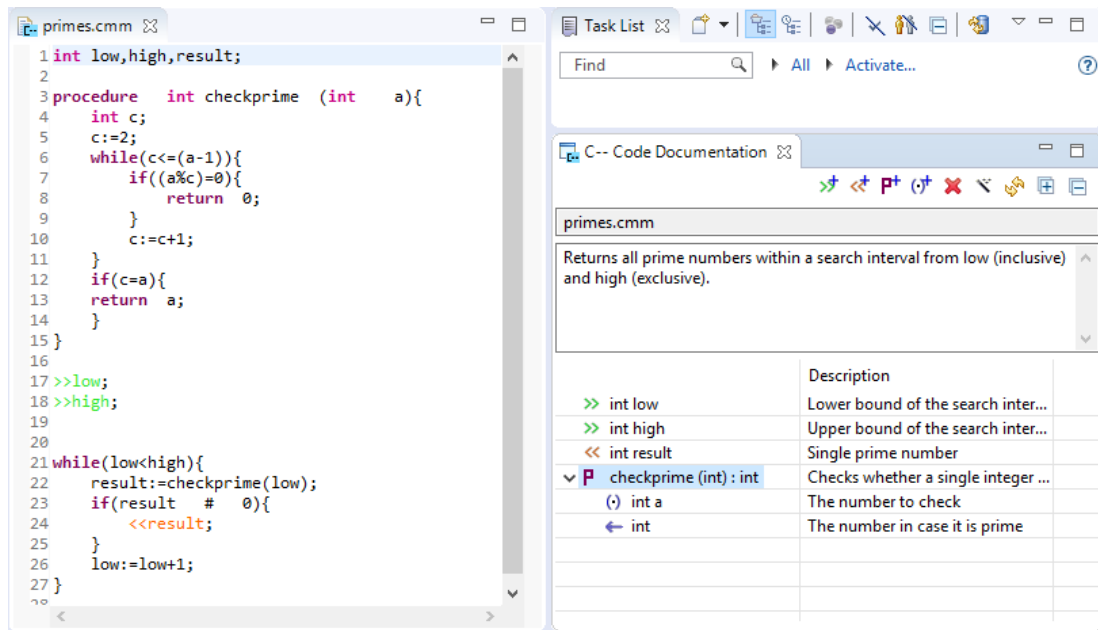 primes.cmm
1 int low,high,result;
2
3 procedure   int checkprime  (int    a){
4     int c;
5     c:=2;
6     while(c<=(a-1)){
7         if((a%c)=0){
8             return  0;
9         }
10         c:=c+1;
11     }
12     if(c=a){
13     return  a;
14     }
15 }
16
17 >>low;
18 >>high;
19
20
21 while(low<high){
22     result:=checkprime(low);
23     if(result   #   0){
24         <<result;
25     }
26     low:=low+1;
27 }
28
Task List
Find
All
Activate...
C-- Code Documentation
primes.cmm
Returns all prime numbers within a search interval from low (inclusive)
and high (exclusive).
Description
>> int low Lower bound of the search inter...
>> int high Upper bound of the search inter...
<< int result Single prime number
P checkprime (int) : int Checks whether a single integer ...
(·) int a The number to check
← int The number in case it is prime